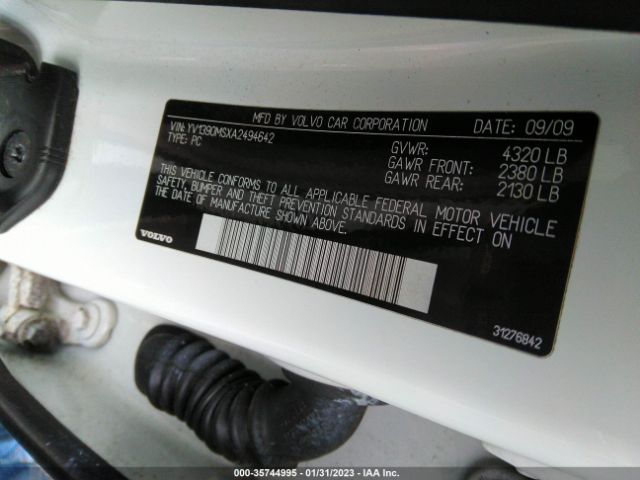 MFD BY VOLVO CAR CORPORATION DATE: 09/09
VIN: YV1390MSXA2494642
TYPE: PC
GVWR: 4320 LB
GAWR FRONT: 2380 LB
GAWR REAR: 2130 LB
THIS VEHICLE CONFORMS TO ALL APPLICABLE FEDERAL MOTOR VEHICLE
SAFETY, BUMPER AND THEFT PREVENTION STANDARDS IN EFFECT ON
THE DATE OF MANUFACTURE SHOWN ABOVE.
VOLVO
31276842
000-35744995 - 01/31/2023 - IAA Inc.